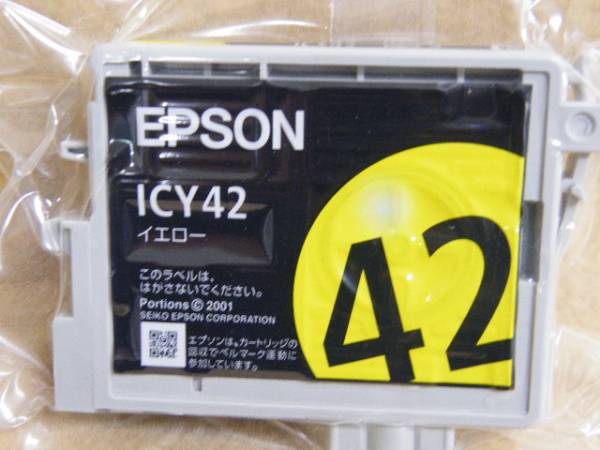 EPSON
ICY42
イエロー
このラベルは、
はがさないでください。
Portions © 2001
SEIKO EPSON CORPORATION
エプソンは、カートリッジの
回収でベルマーク運動に
参加しています。
42